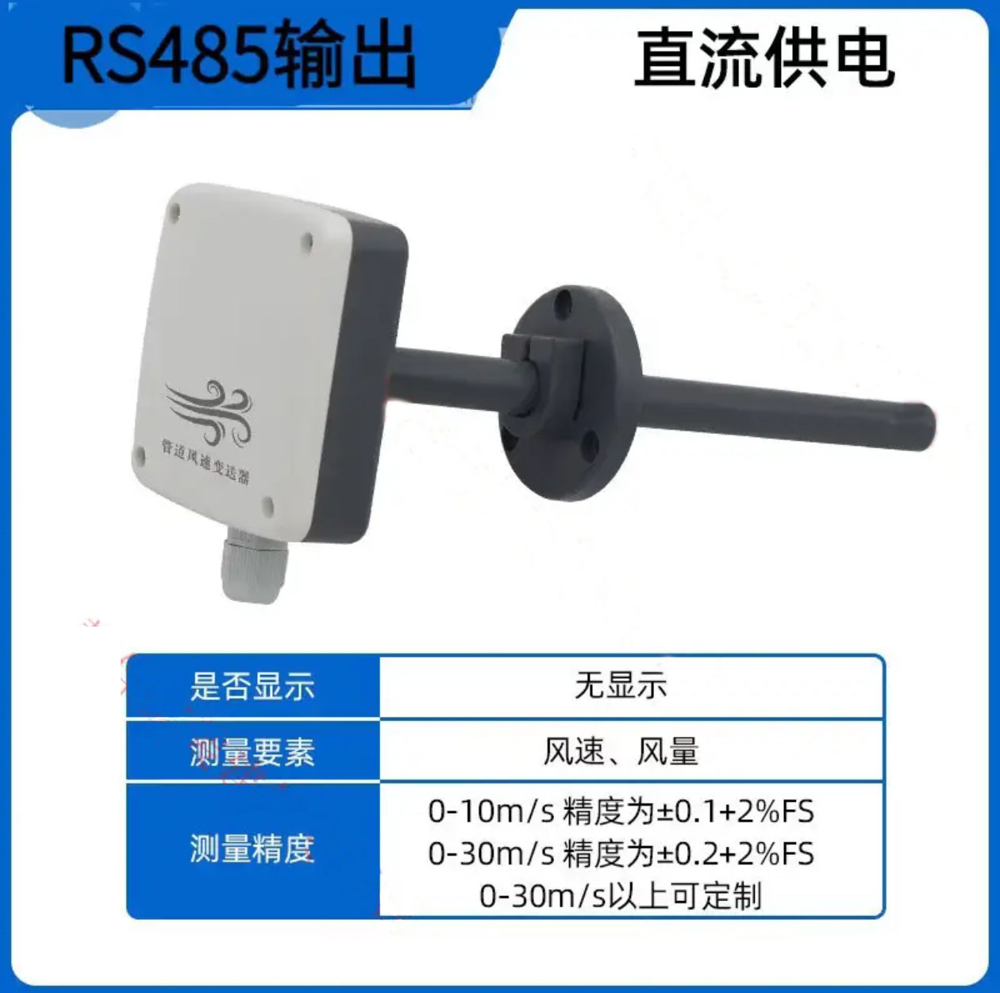 RS485输出
直流供电
管道风速变送器
是否显示
无显示
测量要素
风速、风量
测量精度
0-10m/s 精度为±0.1+2%FS
0-30m/s 精度为±0.2+2%FS
0-30m/s以上可定制